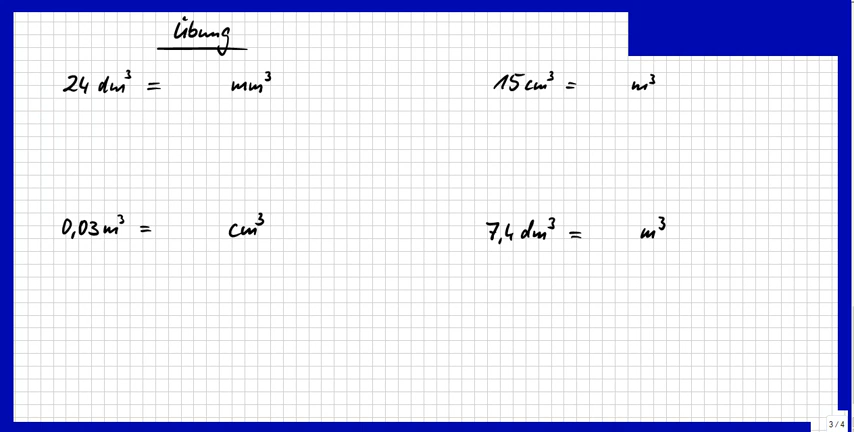 Übung
24 dm³ = mm³
15 cm³ = m³
0,03 m³ = cm³
7,4 dm³ = m³
3 / 4